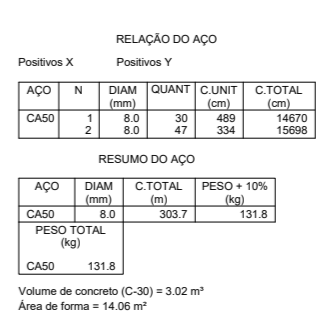 RELAÇÃO DO AÇO
Positivos X Positivos Y
AÇO N DIAM QUANT C.UNIT C.TOTAL
(mm) (cm) (cm)
CA50 1 8.0 30 489 14670
2 8.0 47 334 15698
RESUMO DO AÇO
AÇO DIAM C.TOTAL PESO + 10%
(mm) (m) (kg)
CA50 8.0 303.7 131.8
PESO TOTAL
(kg)
CA50 131.8
Volume de concreto (C-30) = 3.02 m³
Área de forma = 14.06 m²